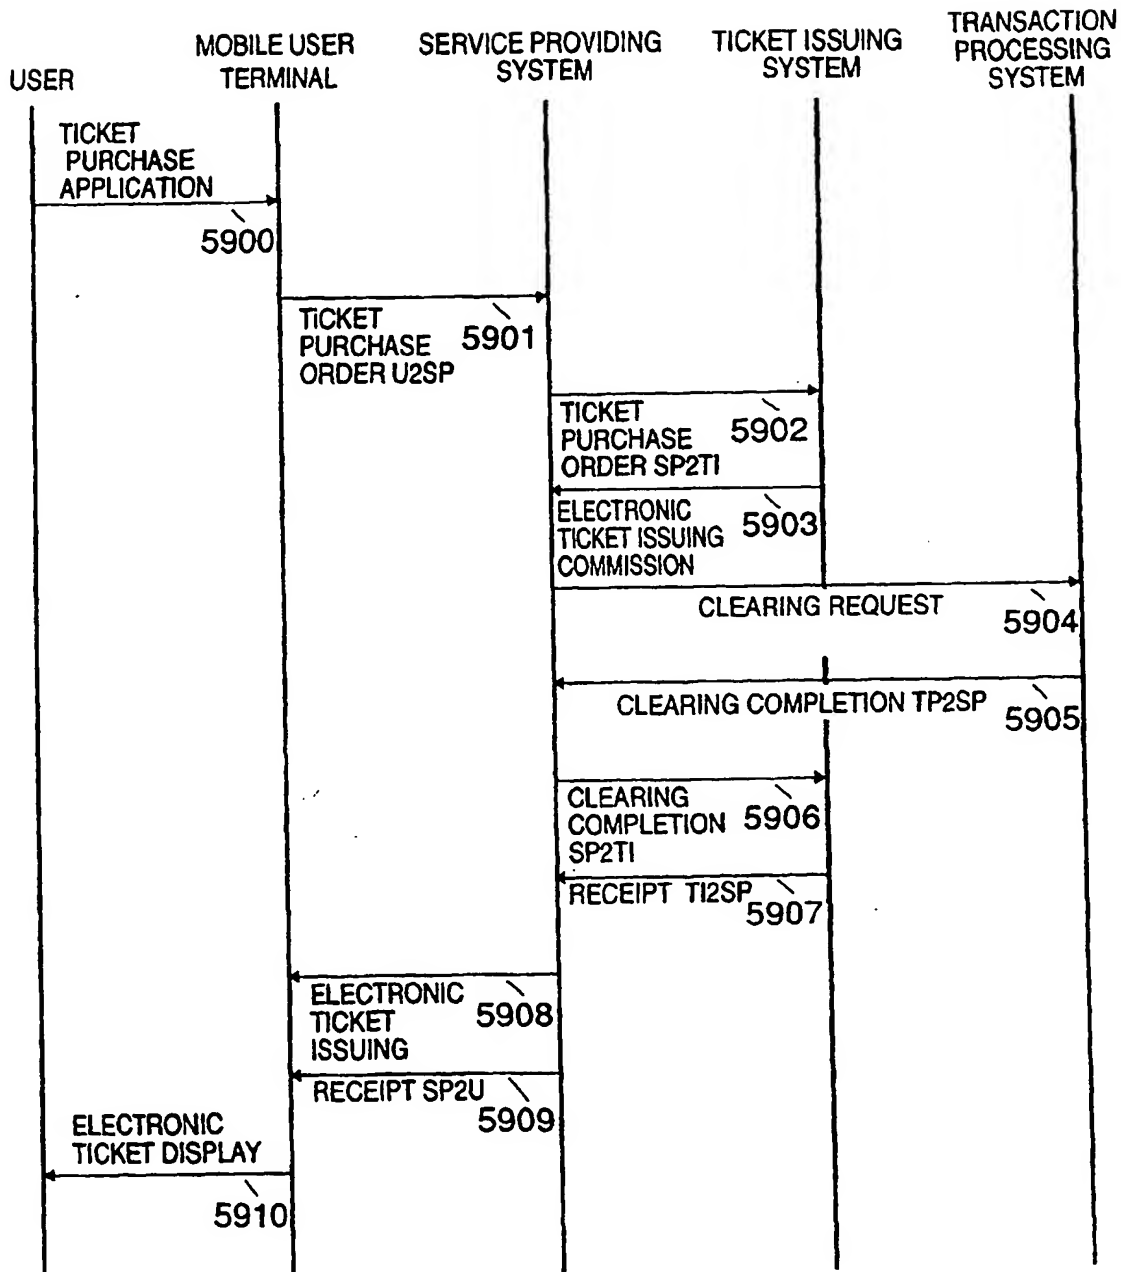 USER
MOBILE USER
TERMINAL
SERVICE PROVIDING
SYSTEM
TICKET ISSUING
SYSTEM
TRANSACTION
PROCESSING
SYSTEM
TICKET
PURCHASE
APPLICATION
5900
TICKET
PURCHASE
ORDER U2SP
5901
TICKET
PURCHASE
ORDER SP2TI
5902
ELECTRONIC
TICKET ISSUING
COMMISSION
5903
CLEARING REQUEST
5904
CLEARING COMPLETION TP2SP
5905
CLEARING
COMPLETION
SP2TI
5906
RECEIPT TI2SP
5907
ELECTRONIC
TICKET
ISSUING
5908
RECEIPT SP2U
5909
ELECTRONIC
TICKET DISPLAY
5910